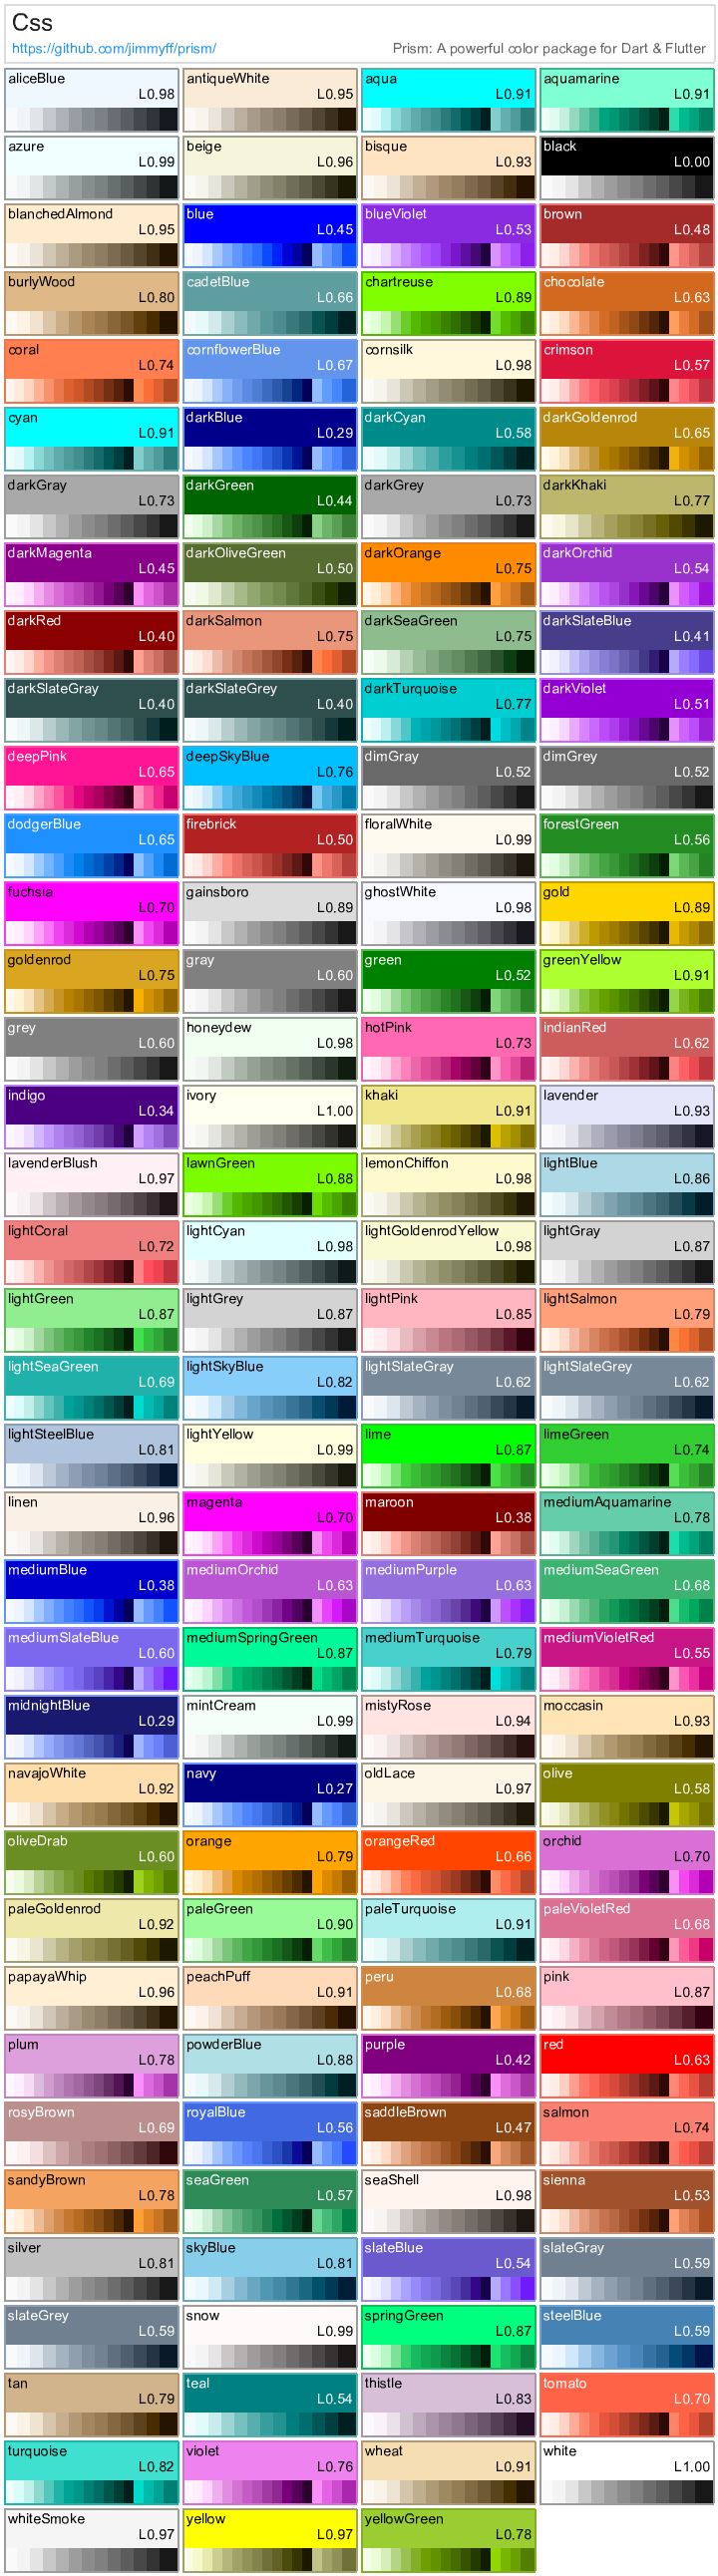 Css
https://github.com/jimmyff/prism/ Prism: A powerful color package for Dart & Flutter
aliceBlue antiqueWhite aqua aquamarine
L0.98 L0.95 L0.91 L0.91
azure beige bisque black
L0.99 L0.96 L0.93 L0.00
blanchedAlmond blue blueViolet brown
L0.95 L0.45 L0.53 L0.48
burlyWood cadetBlue chartreuse chocolate
L0.80 L0.66 L0.89 L0.63
coral cornflowerBlue cornsilk crimson
L0.74 L0.67 L0.98 L0.57
cyan darkBlue darkCyan darkGoldenrod
L0.91 L0.29 L0.58 L0.65
darkGray darkGreen darkGrey darkKhaki
L0.73 L0.44 L0.73 L0.77
darkMagenta darkOliveGreen darkOrange darkOrchid
L0.45 L0.50 L0.75 L0.54
darkRed darkSalmon darkSeaGreen darkSlateBlue
L0.40 L0.75 L0.75 L0.41
darkSlateGray darkSlateGrey darkTurquoise darkViolet
L0.40 L0.40 L0.77 L0.51
deepPink deepSkyBlue dimGray dimGrey
L0.65 L0.76 L0.52 L0.52
dodgerBlue firebrick floralWhite forestGreen
L0.65 L0.50 L0.99 L0.56
fuchsia gainsboro ghostWhite gold
L0.70 L0.89 L0.98 L0.89
goldenrod gray green greenYellow
L0.75 L0.60 L0.52 L0.91
grey honeydew hotPink indianRed
L0.60 L0.98 L0.73 L0.62
indigo ivory khaki lavender
L0.34 L1.00 L0.91 L0.93
lavenderBlush lawnGreen lemonChiffon lightBlue
L0.97 L0.88 L0.98 L0.86
lightCoral lightCyan lightGoldenrodYellow lightGray
L0.72 L0.98 L0.98 L0.87
lightGreen lightGrey lightPink lightSalmon
L0.87 L0.87 L0.85 L0.79
lightSeaGreen lightSkyBlue lightSlateGray lightSlateGrey
L0.69 L0.82 L0.62 L0.62
lightSteelBlue lightYellow lime limeGreen
L0.81 L0.99 L0.87 L0.74
linen magenta maroon mediumAquamarine
L0.96 L0.70 L0.38 L0.78
mediumBlue mediumOrchid mediumPurple mediumSeaGreen
L0.38 L0.63 L0.63 L0.68
mediumSlateBlue mediumSpringGreen mediumTurquoise mediumVioletRed
L0.60 L0.87 L0.79 L0.55
midnightBlue mintCream mistyRose moccasin
L0.29 L0.99 L0.94 L0.93
navajoWhite navy oldLace olive
L0.92 L0.27 L0.97 L0.58
oliveDrab orange orangeRed orchid
L0.60 L0.79 L0.66 L0.70
paleGoldenrod paleGreen paleTurquoise paleVioletRed
L0.92 L0.90 L0.91 L0.68
papayaWhip peachPuff peru pink
L0.96 L0.91 L0.68 L0.87
plum powderBlue purple red
L0.78 L0.88 L0.42 L0.63
rosyBrown royalBlue saddleBrown salmon
L0.69 L0.56 L0.47 L0.74
sandyBrown seaGreen seaShell sienna
L0.78 L0.57 L0.98 L0.53
silver skyBlue slateBlue slateGray
L0.81 L0.81 L0.54 L0.59
slateGrey snow springGreen steelBlue
L0.59 L0.99 L0.87 L0.59
tan teal thistle tomato
L0.79 L0.54 L0.83 L0.70
turquoise violet wheat white
L0.82 L0.76 L0.91 L1.00
whiteSmoke yellow yellowGreen
L0.97 L0.97 L0.78